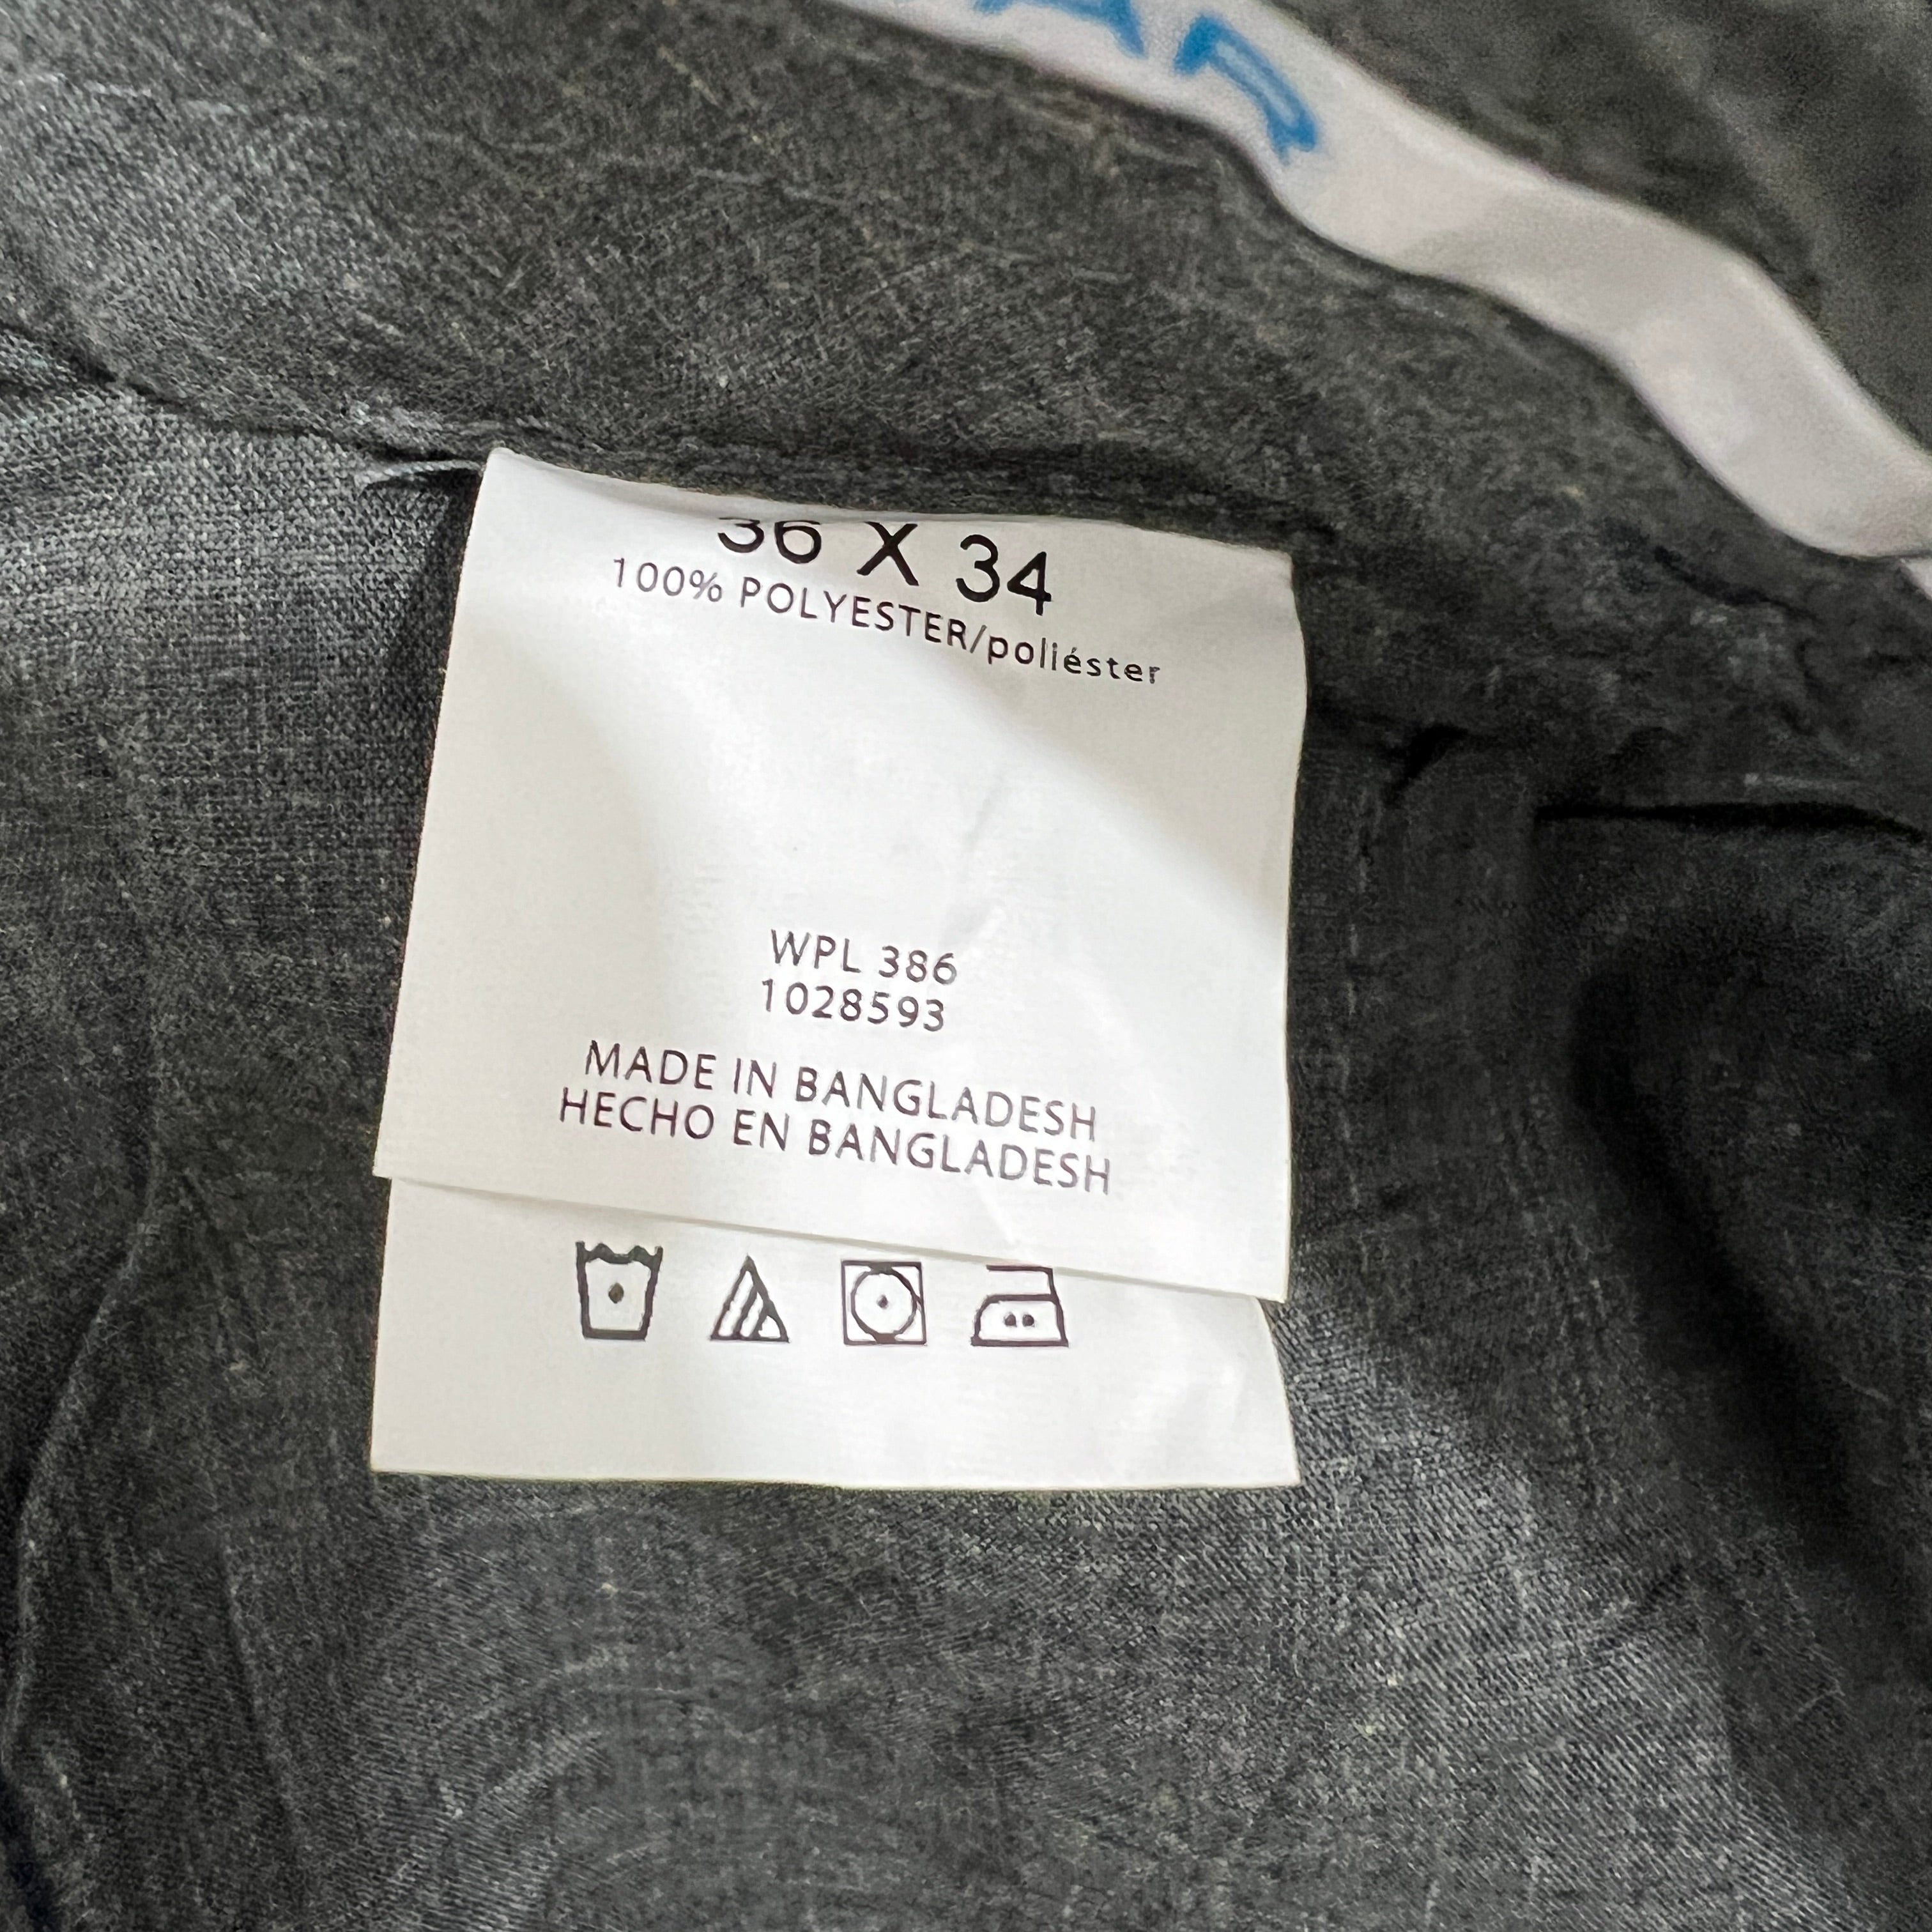 36 X 34
100% POLYESTER/poliéster
WPL 386
1028593
MADE IN BANGLADESH
HECHO EN BANGLADESH